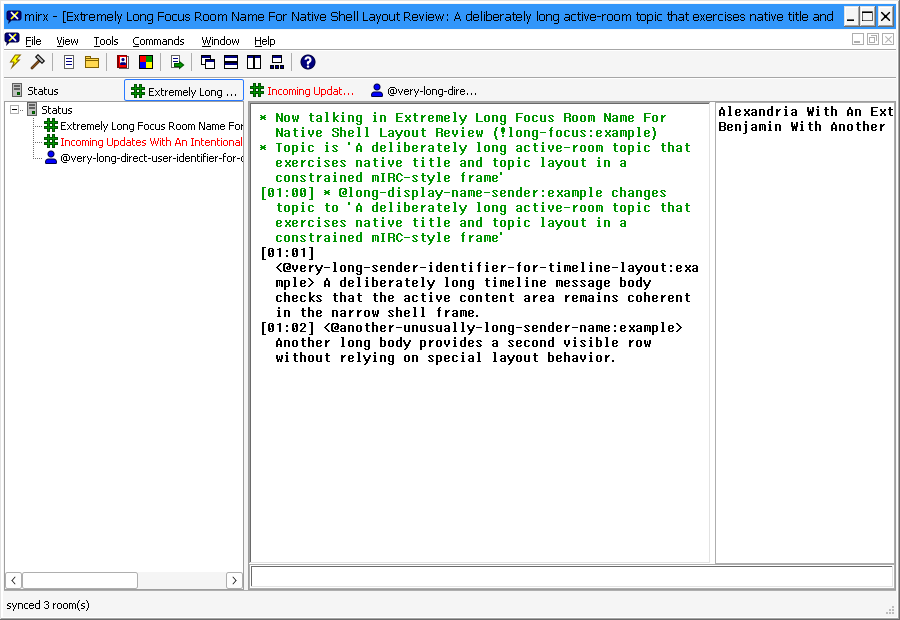 mirx - [Extremely Long Focus Room Name For Native Shell Layout Review: A deliberately long active-room topic that exercises native title and
File View Tools Commands Window Help
Status Extremely Long ... Incoming Updat... @very-long-dire...
Status
Extremely Long Focus Room Name For
Incoming Updates With An Intentional
@very-long-direct-user-identifier-for-c
* Now talking in Extremely Long Focus Room Name For
Native Shell Layout Review (!long-focus:example)
* Topic is 'A deliberately long active-room topic that
exercises native title and topic layout in a
constrained mIRC-style frame'
[01:00] * @long-display-name-sender:example changes
topic to 'A deliberately long active-room topic that
exercises native title and topic layout in a
constrained mIRC-style frame'
[01:01]
<@very-long-sender-identifier-for-timeline-layout:exa
mple> A deliberately long timeline message body
checks that the active content area remains coherent
in the narrow shell frame.
[01:02] <@another-unusually-long-sender-name:example>
Another long body provides a second visible row
without relying on special layout behavior.
Alexandria With An Ext
Benjamin With Another
synced 3 room(s)